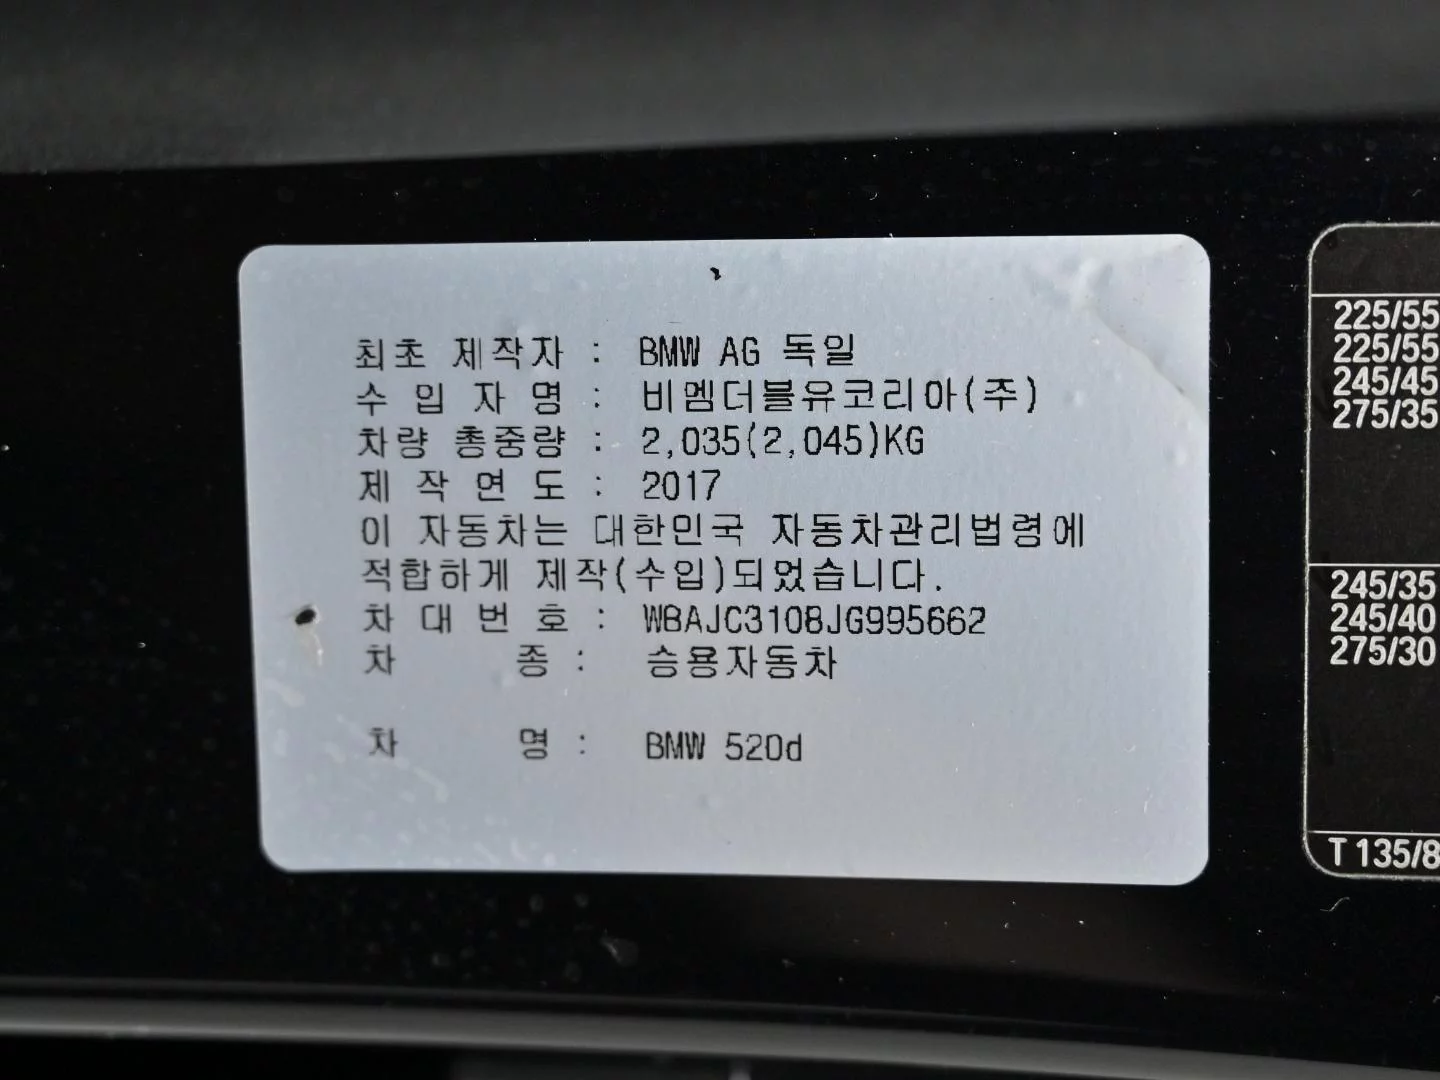 최초 제작자 : BMW AG 독일
수 입 자 명 : 비엠더블유코리아(주)
차량 총중량 : 2,035(2,045)KG
제 작 연 도 : 2017
이 자동차는 대한민국 자동차관리법령에
적합하게 제작(수입)되었습니다.
차 대 번 호 : WBAJC3108JG995662
차 종 : 승용자동차
차 명 : BMW 520d
225/55
225/55
245/45
275/35
245/35
245/40
275/30
T 135/8